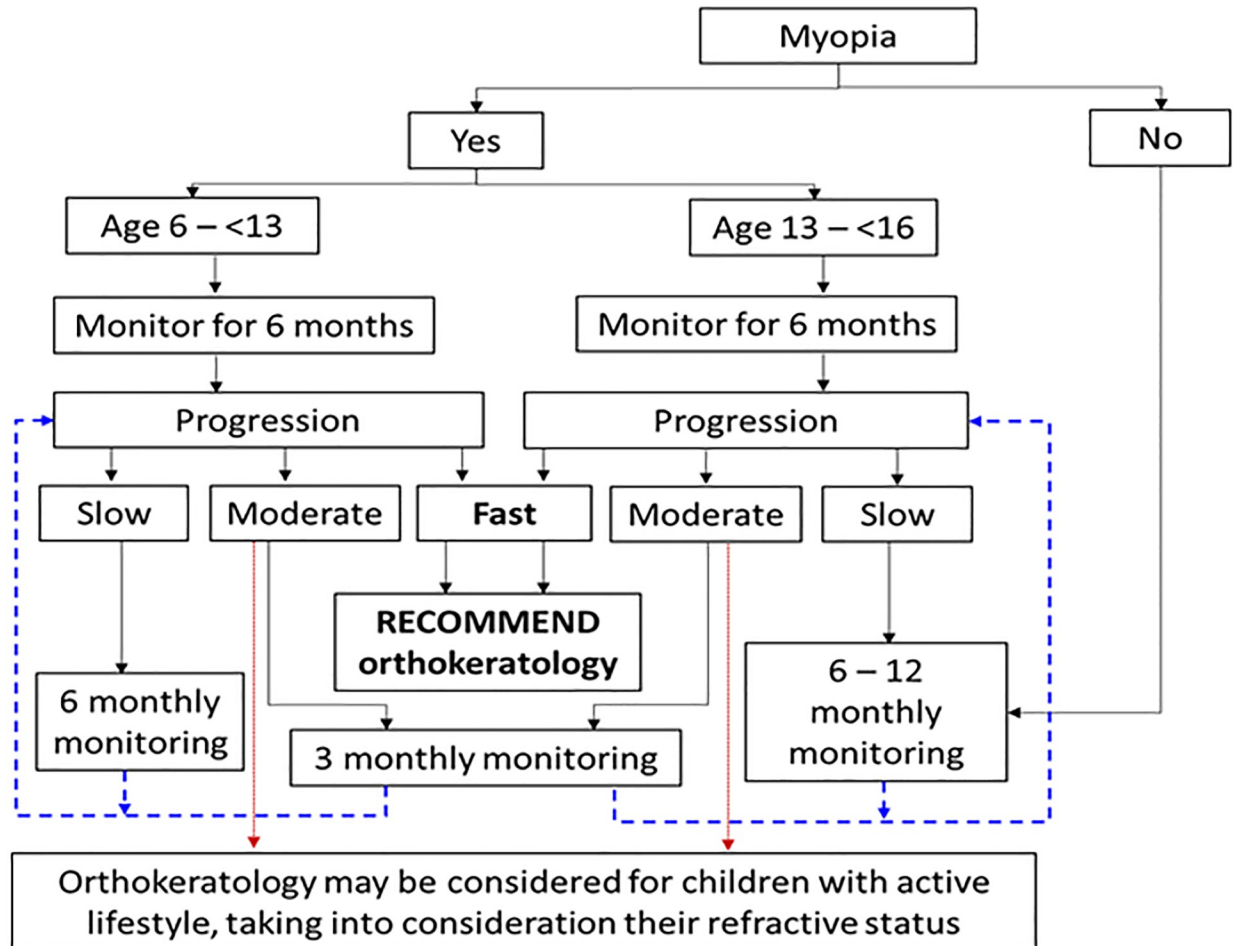 Myopia
Yes
No
Age 6 – <13
Age 13 – <16
Monitor for 6 months
Monitor for 6 months
Progression
Progression
Slow
Moderate
Fast
Moderate
Slow
RECOMMEND
orthokeratology
6 monthly
monitoring
3 monthly monitoring
6 – 12
monthly
monitoring
Orthokeratology may be considered for children with active
lifestyle, taking into consideration their refractive status